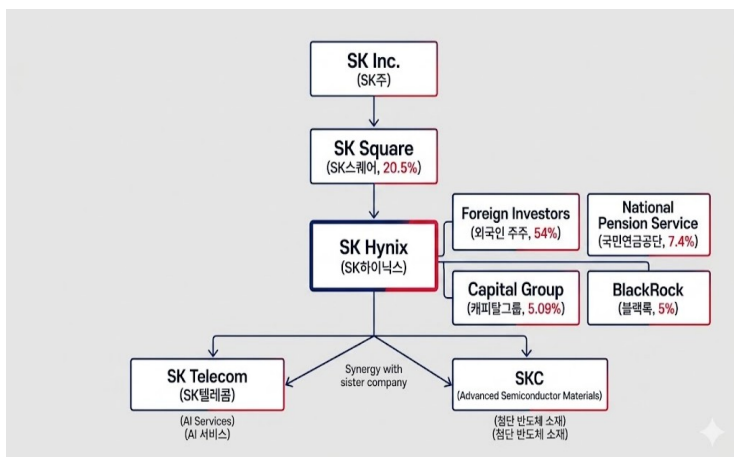 SK Inc.
(SK주)
SK Square
(SK스퀘어, 20.5%)
SK Hynix
(SK하이닉스)
Foreign Investors
(외국인 주주, 54%)
National
Pension Service
(국민연금공단, 7.4%)
Capital Group
(캐피탈그룹, 5.09%)
BlackRock
(블랙록, 5%)
SK Telecom
(SK텔레콤)
(AI Services)
(AI 서비스)
Synergy with
sister company
SKC
(Advanced Semiconductor Materials)
(첨단 반도체 소재)
(첨단 반도체 소재)